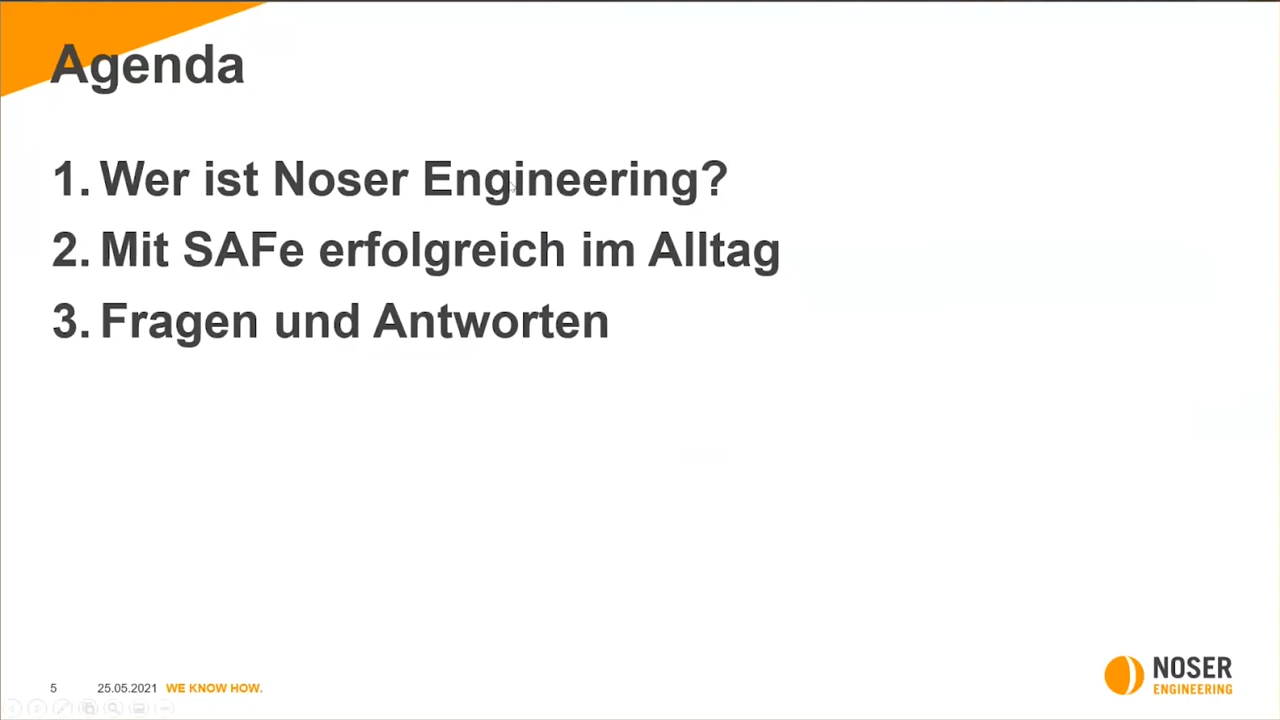 Agenda
1. Wer ist Noser Engineering?
2. Mit SAFe erfolgreich im Alltag
3. Fragen und Antworten
5 25.05.2021 WE KNOW HOW.
NOSER
ENGINEERING